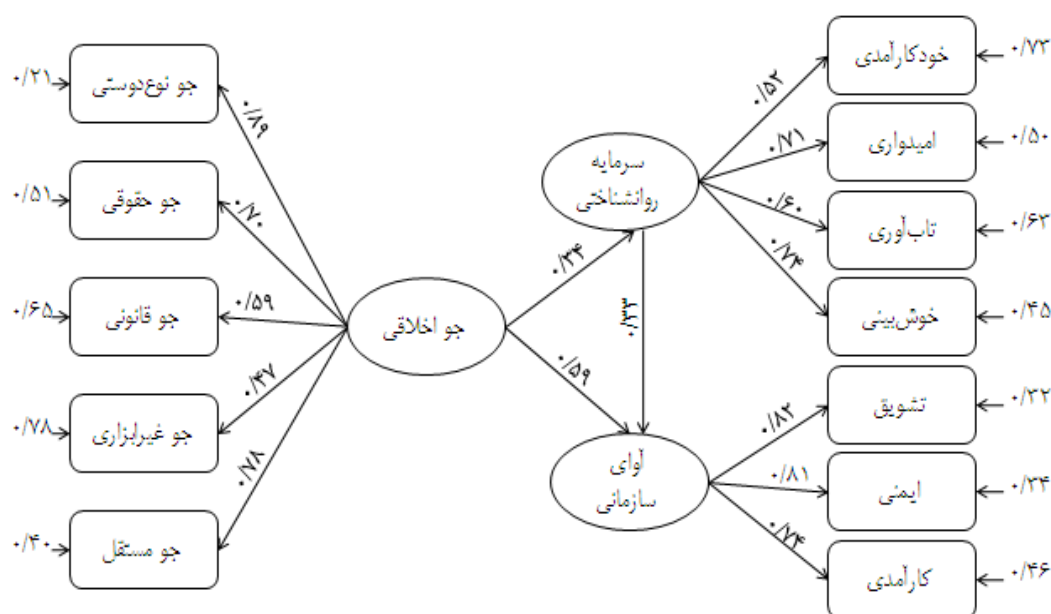 خودکارآمدی
۰/۷۳
۰/۵۲
امیدواری
۰/۵۰
۰/۷۱
تاب‌آوری
۰/۶۳
۰/۶۰
خوش‌بینی
۰/۴۵
۰/۷۴
تشویق
۰/۳۲
۰/۸۲
ایمنی
۰/۳۴
۰/۸۱
کارآمدی
۰/۴۶
۰/۷۴
سرمایه
روانشناختی
۰/۳۴
۰/۳۳
۰/۵۹
آوای
سازمانی
جو اخلاقی
۰/۸۹
جو نوع‌دوستی
۰/۲۱
۰/۷۰
جو حقوقی
۰/۵۱
۰/۵۹
جو قانونی
۰/۶۵
۰/۴۷
جو غیرابزاری
۰/۷۸
۰/۷۸
جو مستقل
۰/۴۰